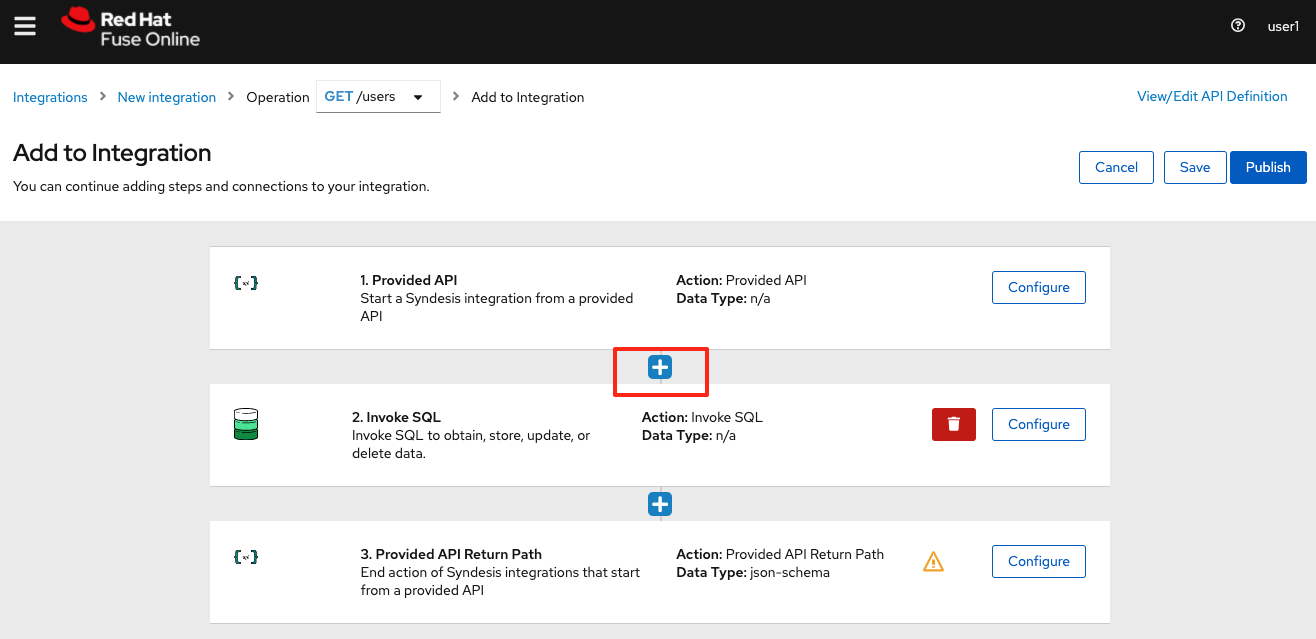 Red Hat
Fuse Online
user1
Integrations > New integration > Operation GET /users > Add to Integration
View/Edit API Definition
Add to Integration
You can continue adding steps and connections to your integration.
Cancel
Save
Publish
1. Provided API
Start a Syndesis integration from a provided
API
Action: Provided API
Data Type: n/a
Configure
2. Invoke SQL
Invoke SQL to obtain, store, update, or
delete data.
Action: Invoke SQL
Data Type: n/a
Configure
3. Provided API Return Path
End action of Syndesis integrations that start
from a provided API
Action: Provided API Return Path
Data Type: json-schema
Configure